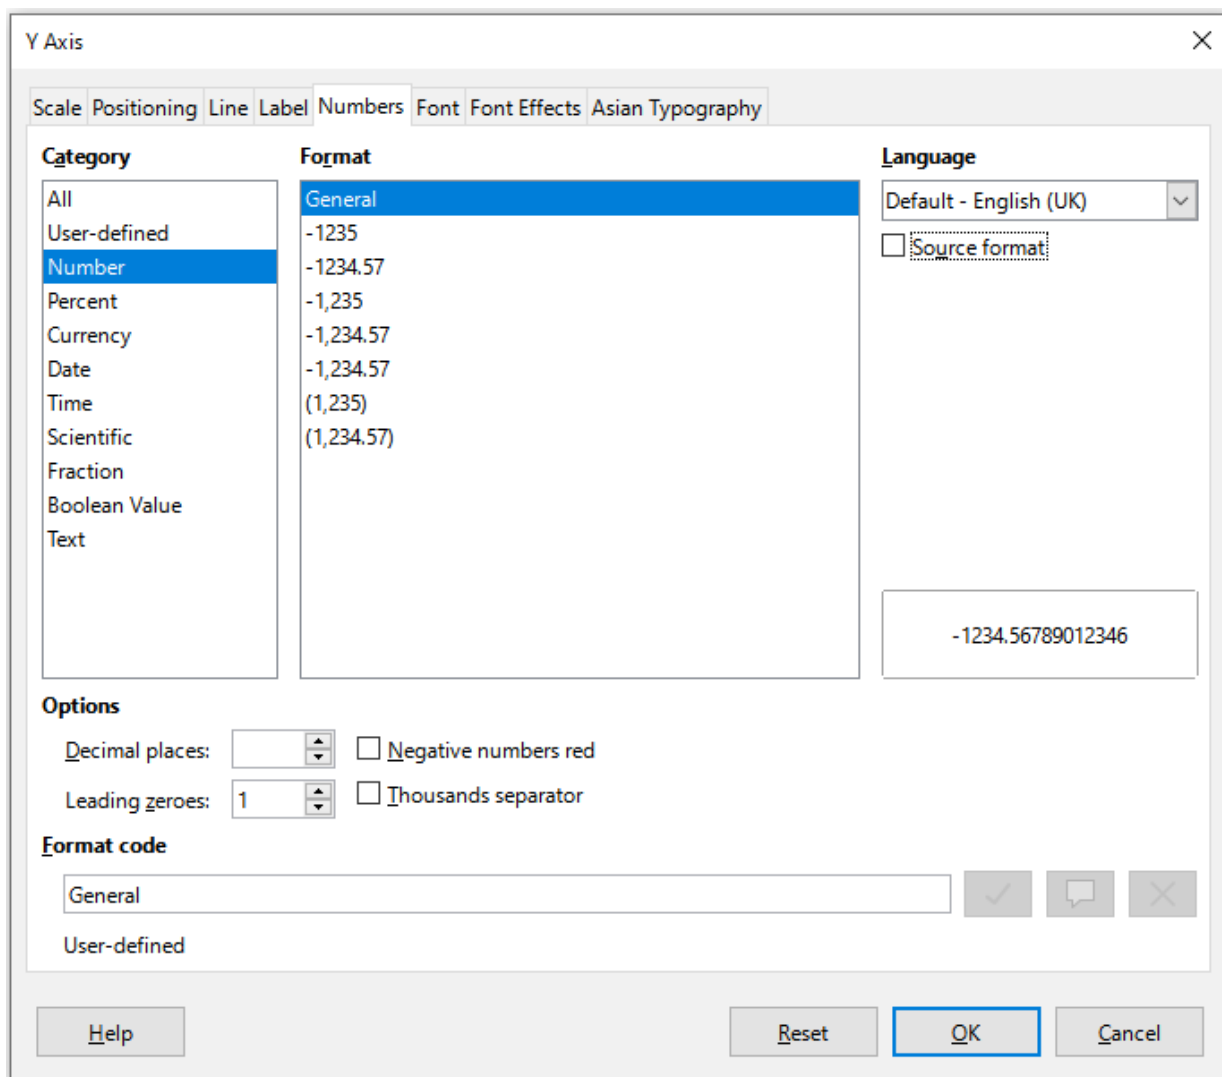 Y Axis
Scale Positioning Line Label Numbers Font Font Effects Asian Typography
Category
All
User-defined
Number
Percent
Currency
Date
Time
Scientific
Fraction
Boolean Value
Text
Format
General
-1235
-1234.57
-1,235
-1,234.57
-1,234.57
(1,235)
(1,234.57)
Language
Default - English (UK)
Source format
-1234.56789012346
Options
Decimal places:
Negative numbers red
Leading zeroes: 1
Thousands separator
Format code
General
User-defined
Help Reset OK Cancel